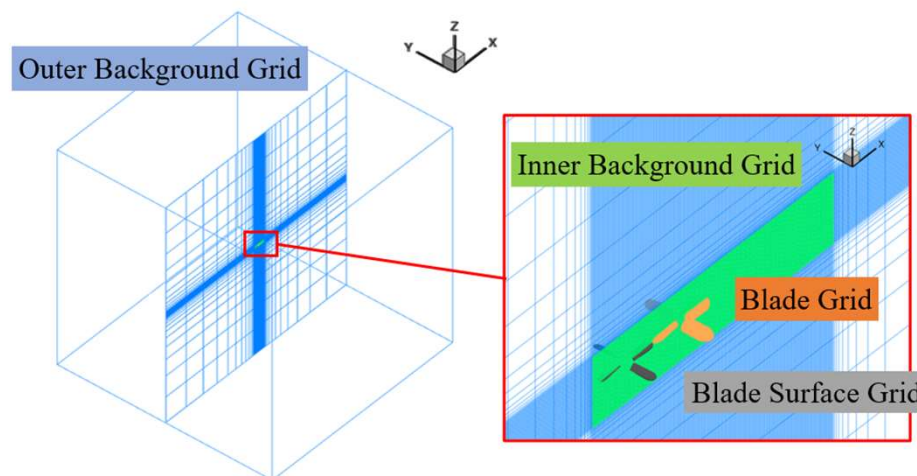 Outer Background Grid
Y
Z
X
Inner Background Grid
Y
Z
X
Blade Grid
Blade Surface Grid